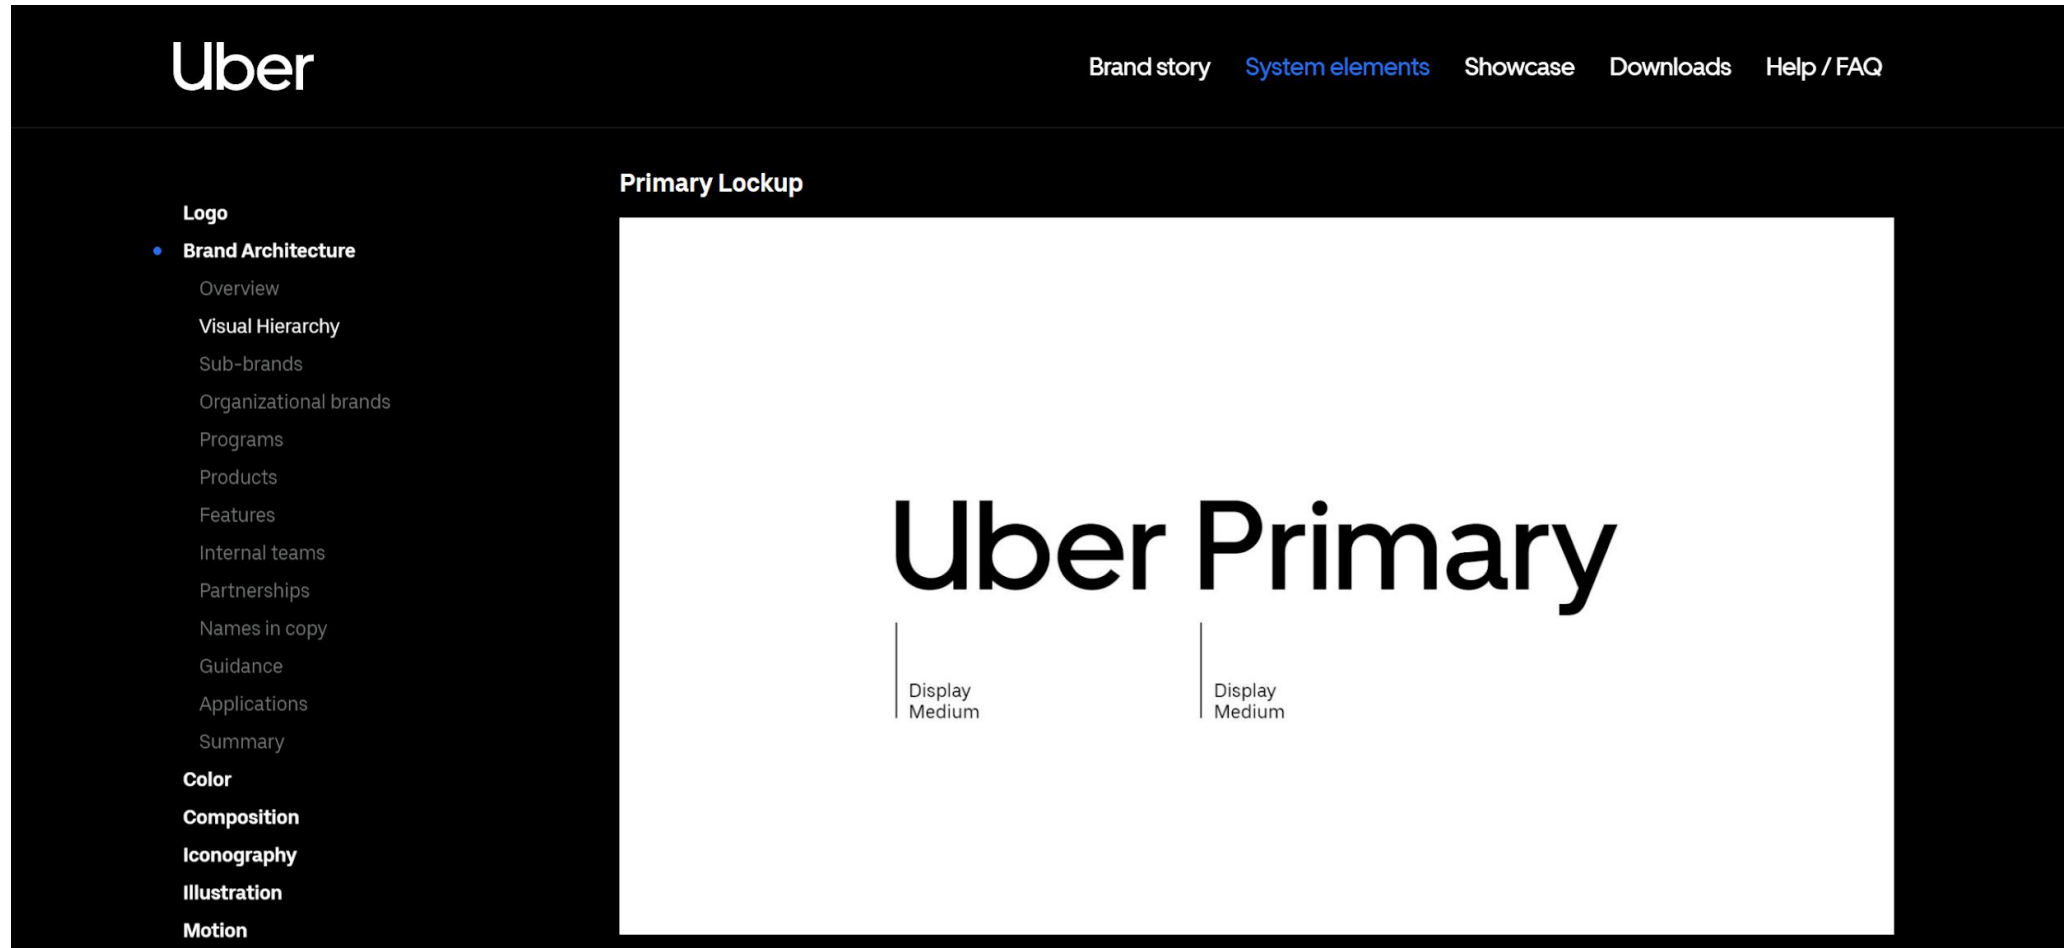 Uber
Brand story System elements Showcase Downloads Help / FAQ
Logo
Brand Architecture
Overview
Visual Hierarchy
Sub-brands
Organizational brands
Programs
Products
Features
Internal teams
Partnerships
Names in copy
Guidance
Applications
Summary
Color
Composition
Iconography
Illustration
Motion
Primary Lockup
Uber Primary
Display
Medium
Display
Medium